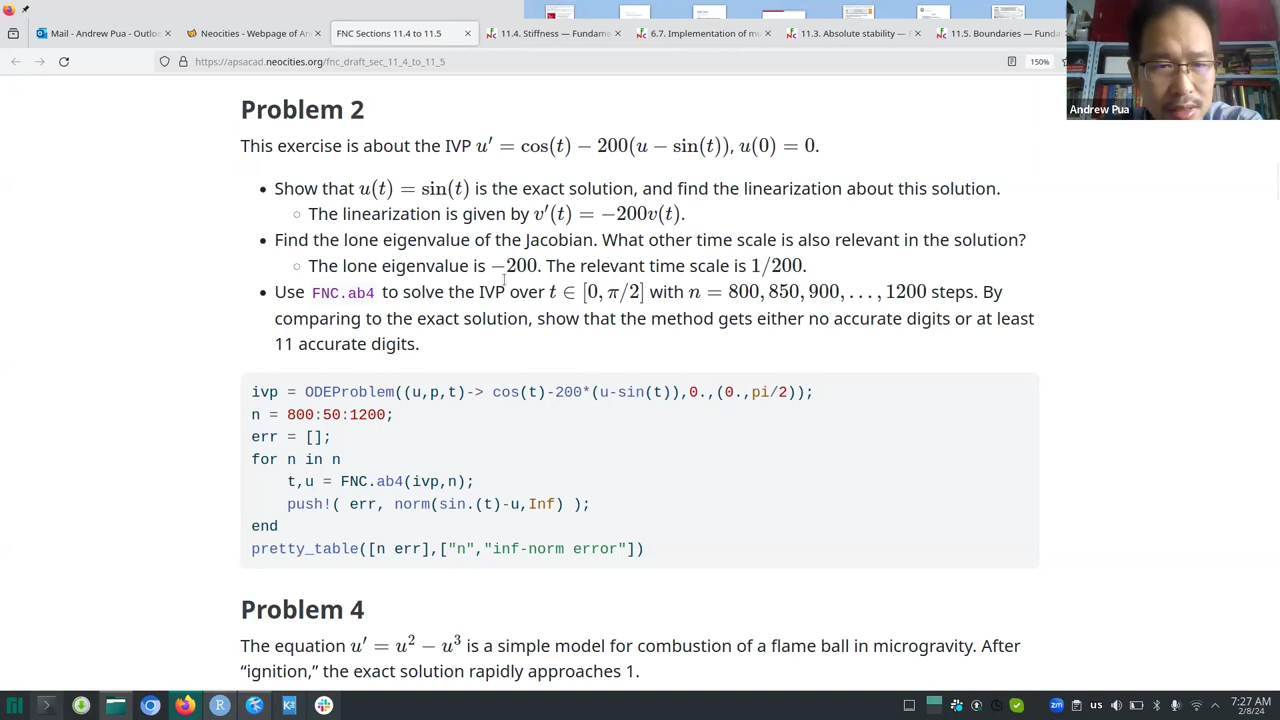 Mail - Andrew Pua - Outloo
Neocities - Webpage of An
FNC Sections 11.4 to 11.5
11.4. Stiffness — Fundame
6.7. Implementation of mu
11.3. Absolute stability — F
11.5. Boundaries — Funda
https://apsacad.neocities.org/fnc_draft_sec_11_4_to_11_5
150%
Andrew Pua
Problem 2
This exercise is about the IVP u′ = cos(t) − 200(u − sin(t)), u(0) = 0.
• Show that u(t) = sin(t) is the exact solution, and find the linearization about this solution.
◦ The linearization is given by v′(t) = −200v(t).
• Find the lone eigenvalue of the Jacobian. What other time scale is also relevant in the solution?
◦ The lone eigenvalue is −200. The relevant time scale is 1/200.
• Use FNC.ab4 to solve the IVP over t ∈ [0, π/2] with n = 800, 850, 900, …, 1200 steps. By
comparing to the exact solution, show that the method gets either no accurate digits or at least
11 accurate digits.
ivp = ODEProblem((u,p,t)-> cos(t)-200*(u-sin(t)),0.,(0.,pi/2));
n = 800:50:1200;
err = [];
for n in n
t,u = FNC.ab4(ivp,n);
push!( err, norm(sin.(t)-u,Inf) );
end
pretty_table([n err],["n","inf-norm error"])
Problem 4
The equation u′ = u² − u³ is a simple model for combustion of a flame ball in microgravity. After
“ignition,” the exact solution rapidly approaches 1.
us
7:27 AM
2/8/24